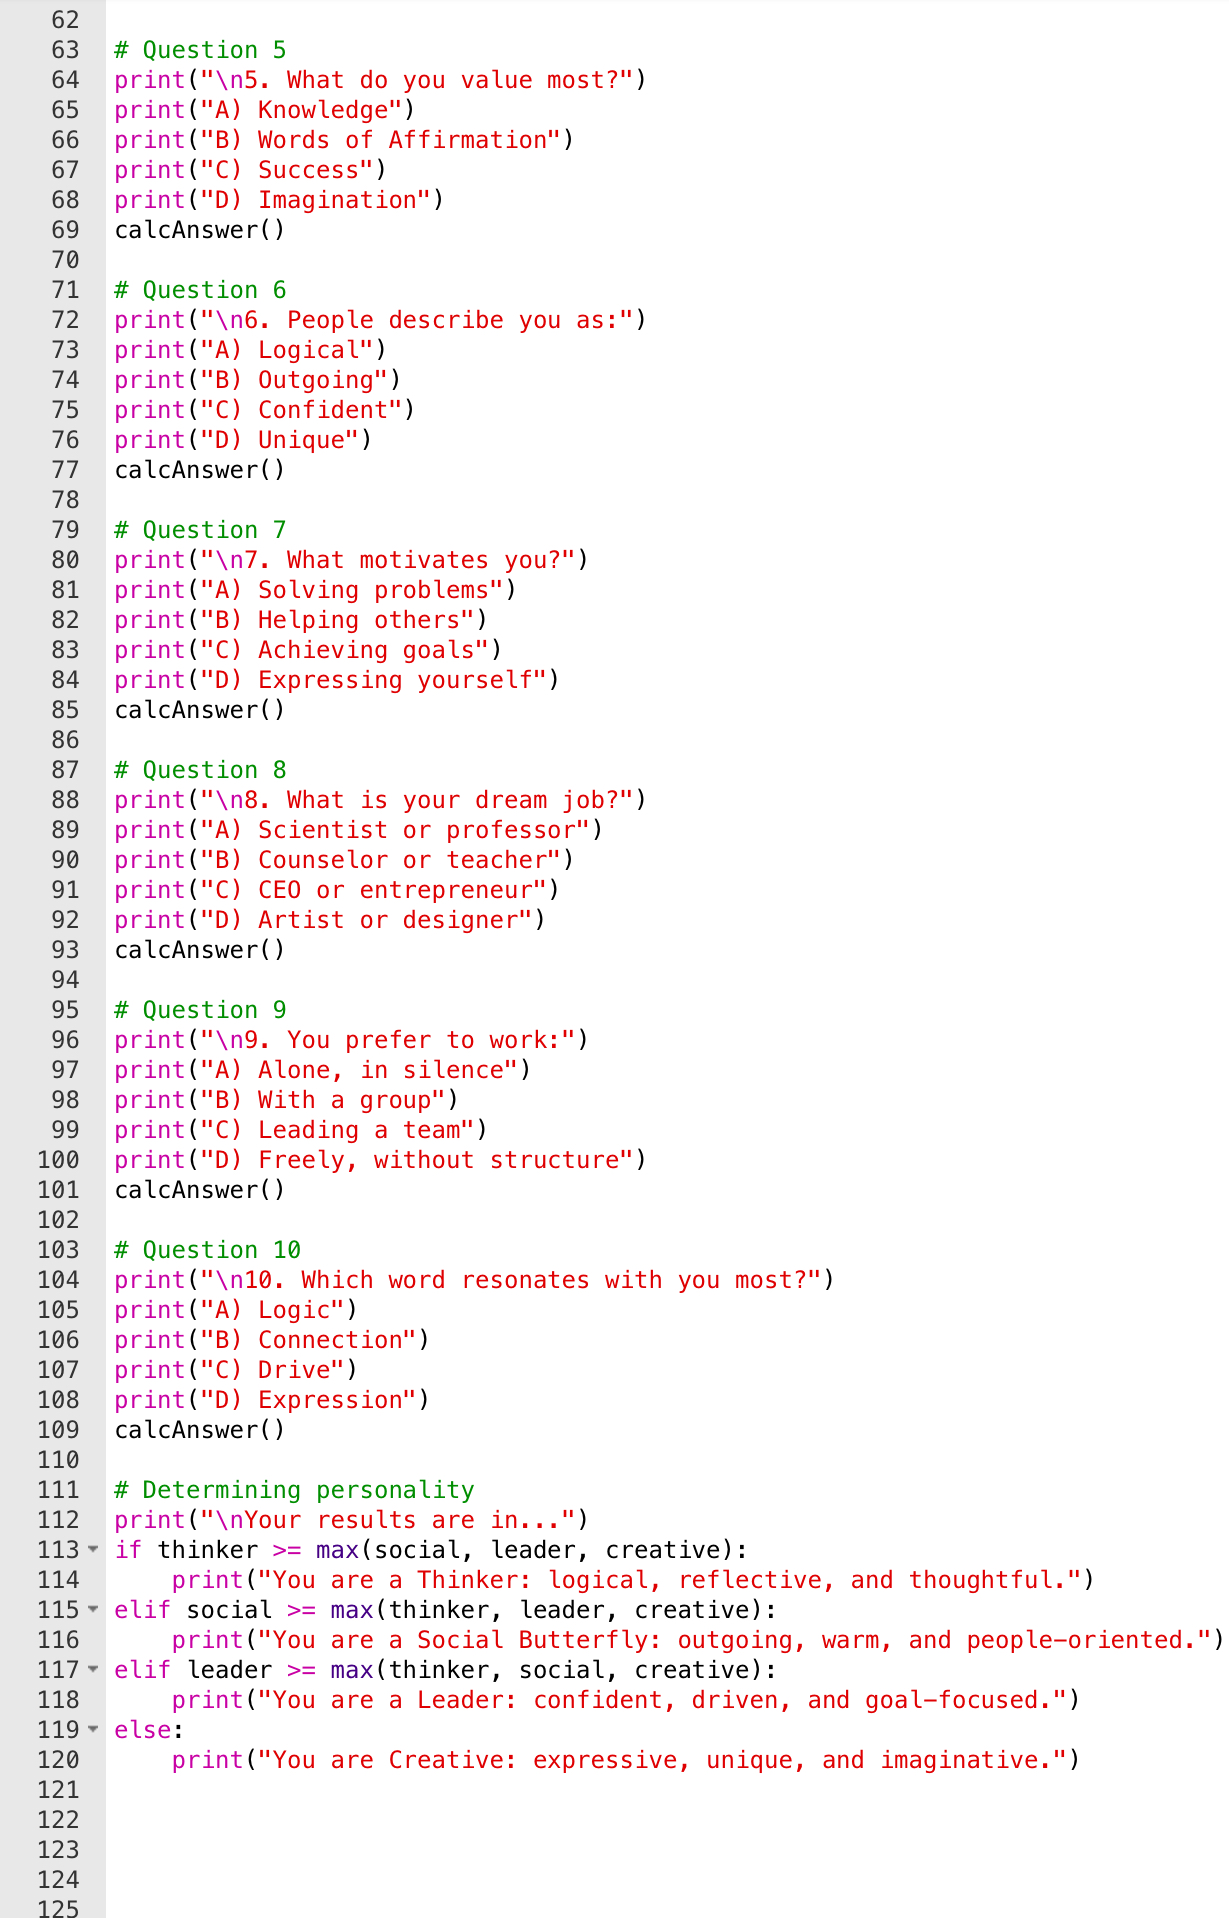 62
63 # Question 5
64 print("\n5. What do you value most?")
65 print("A) Knowledge")
66 print("B) Words of Affirmation")
67 print("C) Success")
68 print("D) Imagination")
69 calcAnswer()
70
71 # Question 6
72 print("\n6. People describe you as:")
73 print("A) Logical")
74 print("B) Outgoing")
75 print("C) Confident")
76 print("D) Unique")
77 calcAnswer()
78
79 # Question 7
80 print("\n7. What motivates you?")
81 print("A) Solving problems")
82 print("B) Helping others")
83 print("C) Achieving goals")
84 print("D) Expressing yourself")
85 calcAnswer()
86
87 # Question 8
88 print("\n8. What is your dream job?")
89 print("A) Scientist or professor")
90 print("B) Counselor or teacher")
91 print("C) CEO or entrepreneur")
92 print("D) Artist or designer")
93 calcAnswer()
94
95 # Question 9
96 print("\n9. You prefer to work:")
97 print("A) Alone, in silence")
98 print("B) With a group")
99 print("C) Leading a team")
100 print("D) Freely, without structure")
101 calcAnswer()
102
103 # Question 10
104 print("\n10. Which word resonates with you most?")
105 print("A) Logic")
106 print("B) Connection")
107 print("C) Drive")
108 print("D) Expression")
109 calcAnswer()
110
111 # Determining personality
112 print("\nYour results are in...")
113 if thinker >= max(social, leader, creative):
114     print("You are a Thinker: logical, reflective, and thoughtful.")
115 elif social >= max(thinker, leader, creative):
116     print("You are a Social Butterfly: outgoing, warm, and people-oriented.")
117 elif leader >= max(thinker, social, creative):
118     print("You are a Leader: confident, driven, and goal-focused.")
119 else:
120     print("You are Creative: expressive, unique, and imaginative.")
121
122
123
124
125